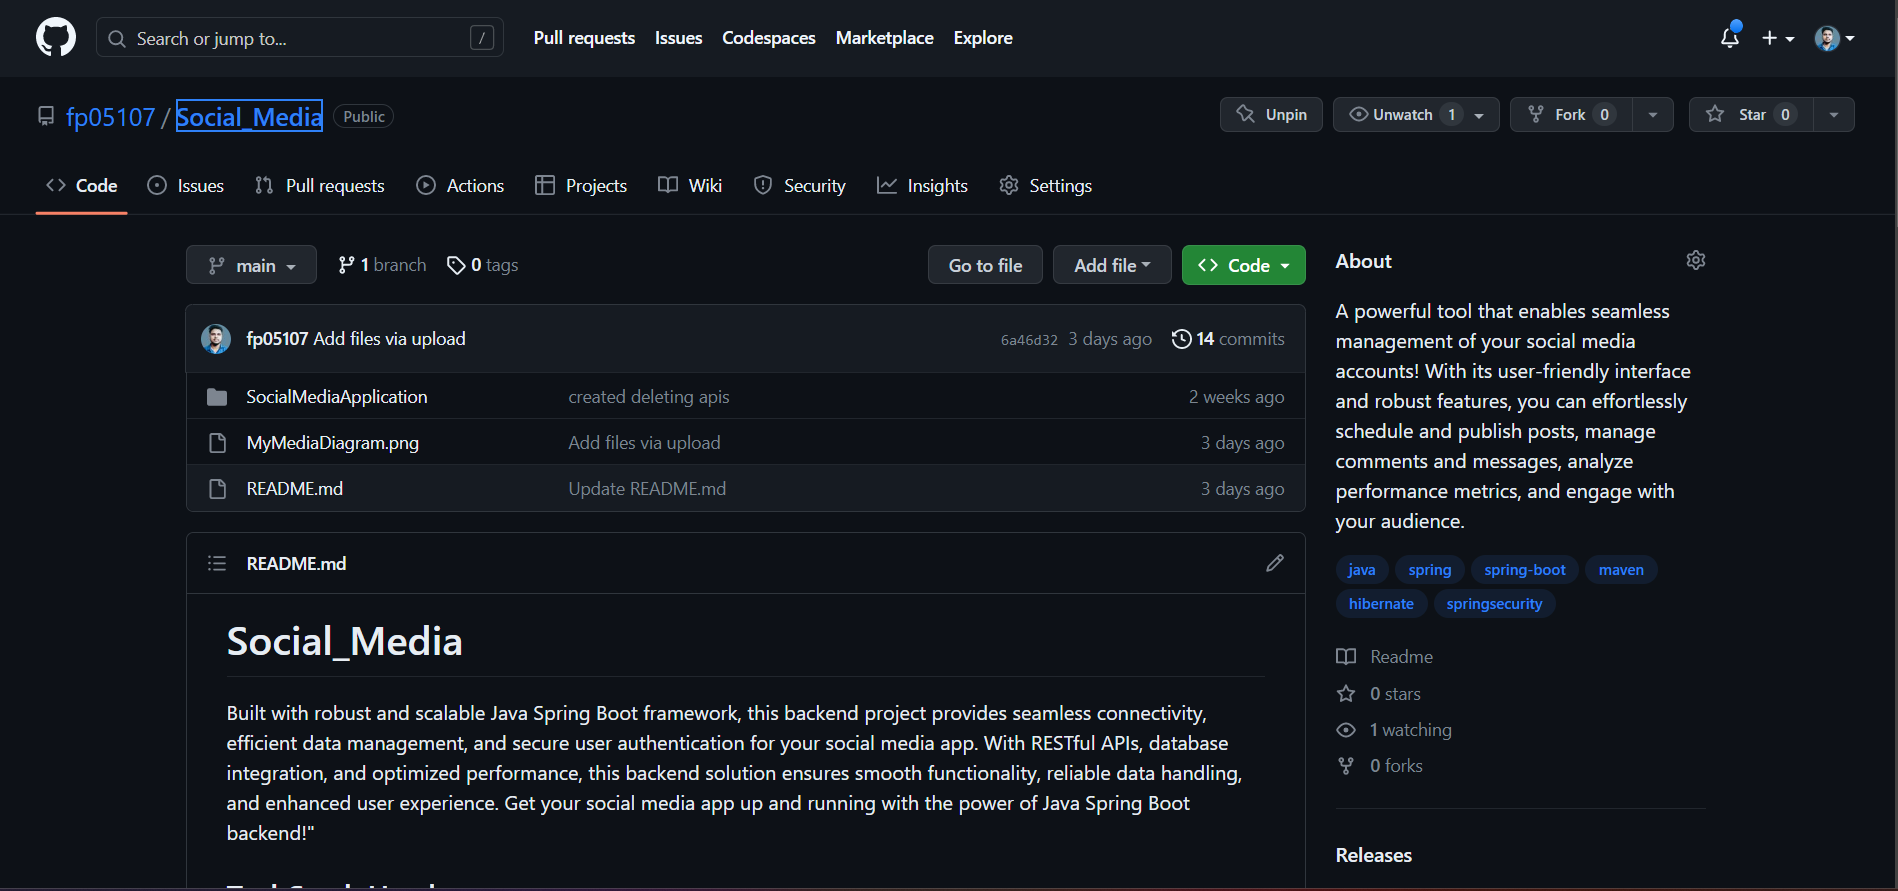 Search or jump to...
/
Pull requests
Issues
Codespaces
Marketplace
Explore
fp05107 / Social_Media
Public
Unpin
Unwatch 1
Fork 0
Star 0
Code
Issues
Pull requests
Actions
Projects
Wiki
Security
Insights
Settings
main
1 branch
0 tags
Go to file
Add file
Code
fp05107 Add files via upload
6a46d32 3 days ago
14 commits
SocialMediaApplication
created deleting apis
2 weeks ago
MyMediaDiagram.png
Add files via upload
3 days ago
README.md
Update README.md
3 days ago
README.md
Social_Media
Built with robust and scalable Java Spring Boot framework, this backend project provides seamless connectivity,
efficient data management, and secure user authentication for your social media app. With RESTful APIs, database
integration, and optimized performance, this backend solution ensures smooth functionality, reliable data handling,
and enhanced user experience. Get your social media app up and running with the power of Java Spring Boot
backend!"
About
A powerful tool that enables seamless
management of your social media
accounts! With its user-friendly interface
and robust features, you can effortlessly
schedule and publish posts, manage
comments and messages, analyze
performance metrics, and engage with
your audience.
java spring spring-boot maven
hibernate springsecurity
Readme
0 stars
1 watching
0 forks
Releases